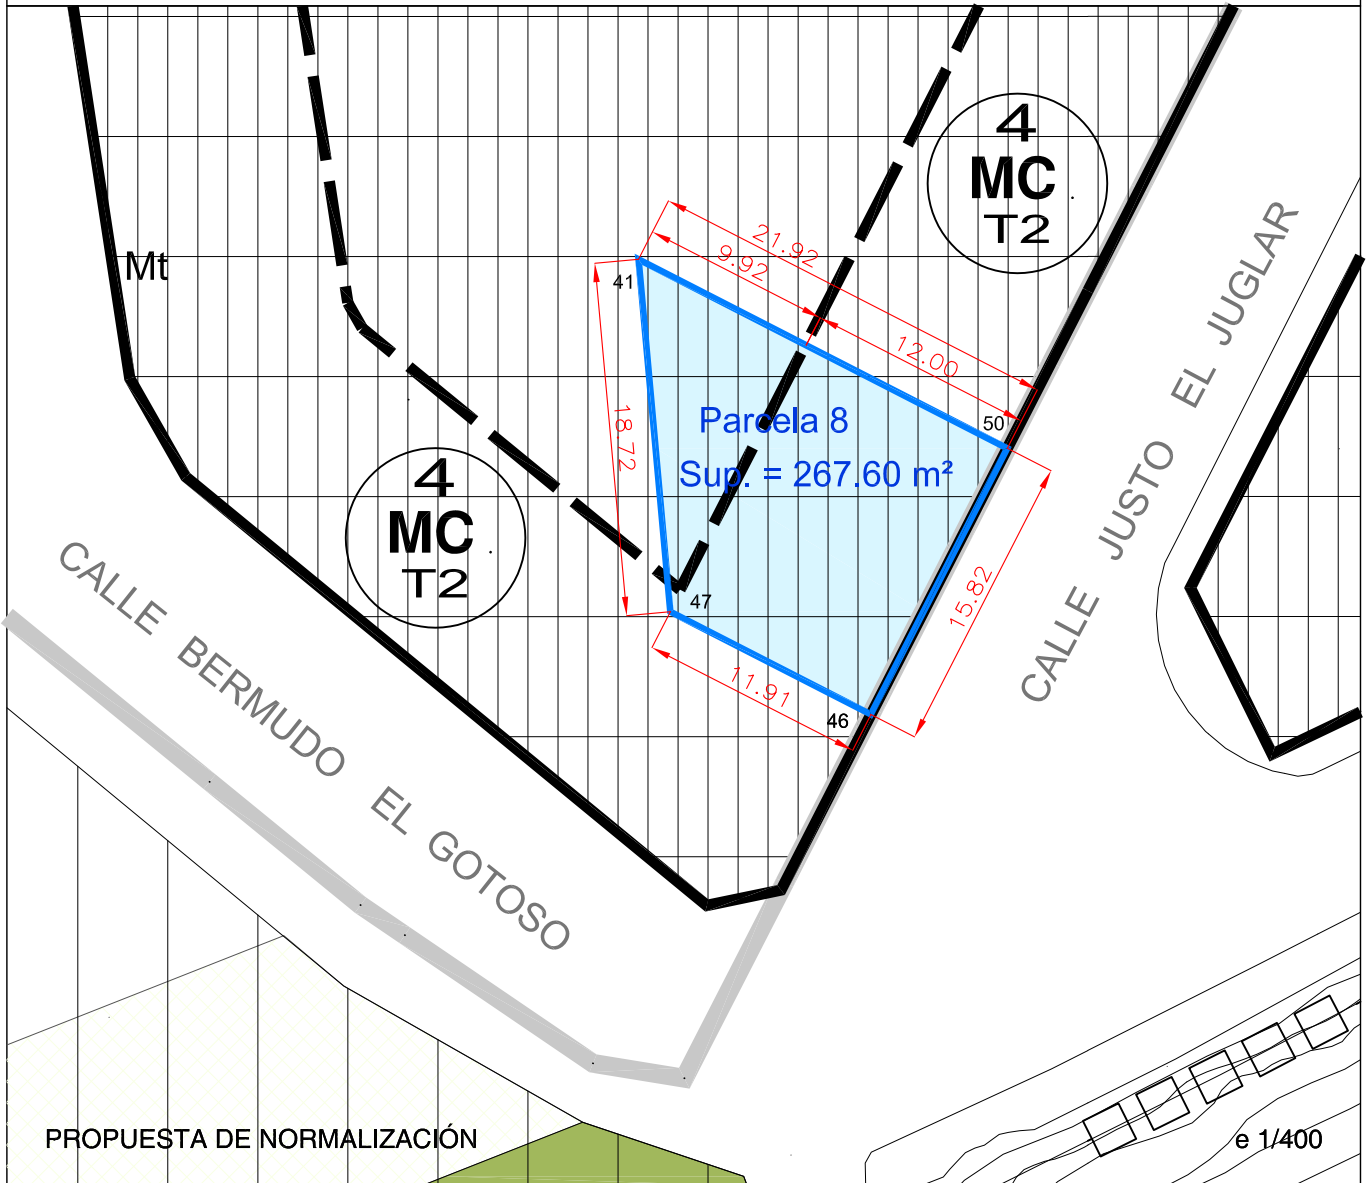 4
MC
T2
Mt
21.92
9.92
41
12.00
Parcela 8
50
18.72
Sup. = 267.60 m²
4
MC
T2
47
15.82
11.91
46
CALLE JUSTO EL JUGLAR
CALLE BERMUDO EL GOTOSO
PROPUESTA DE NORMALIZACIÓN
e 1/400